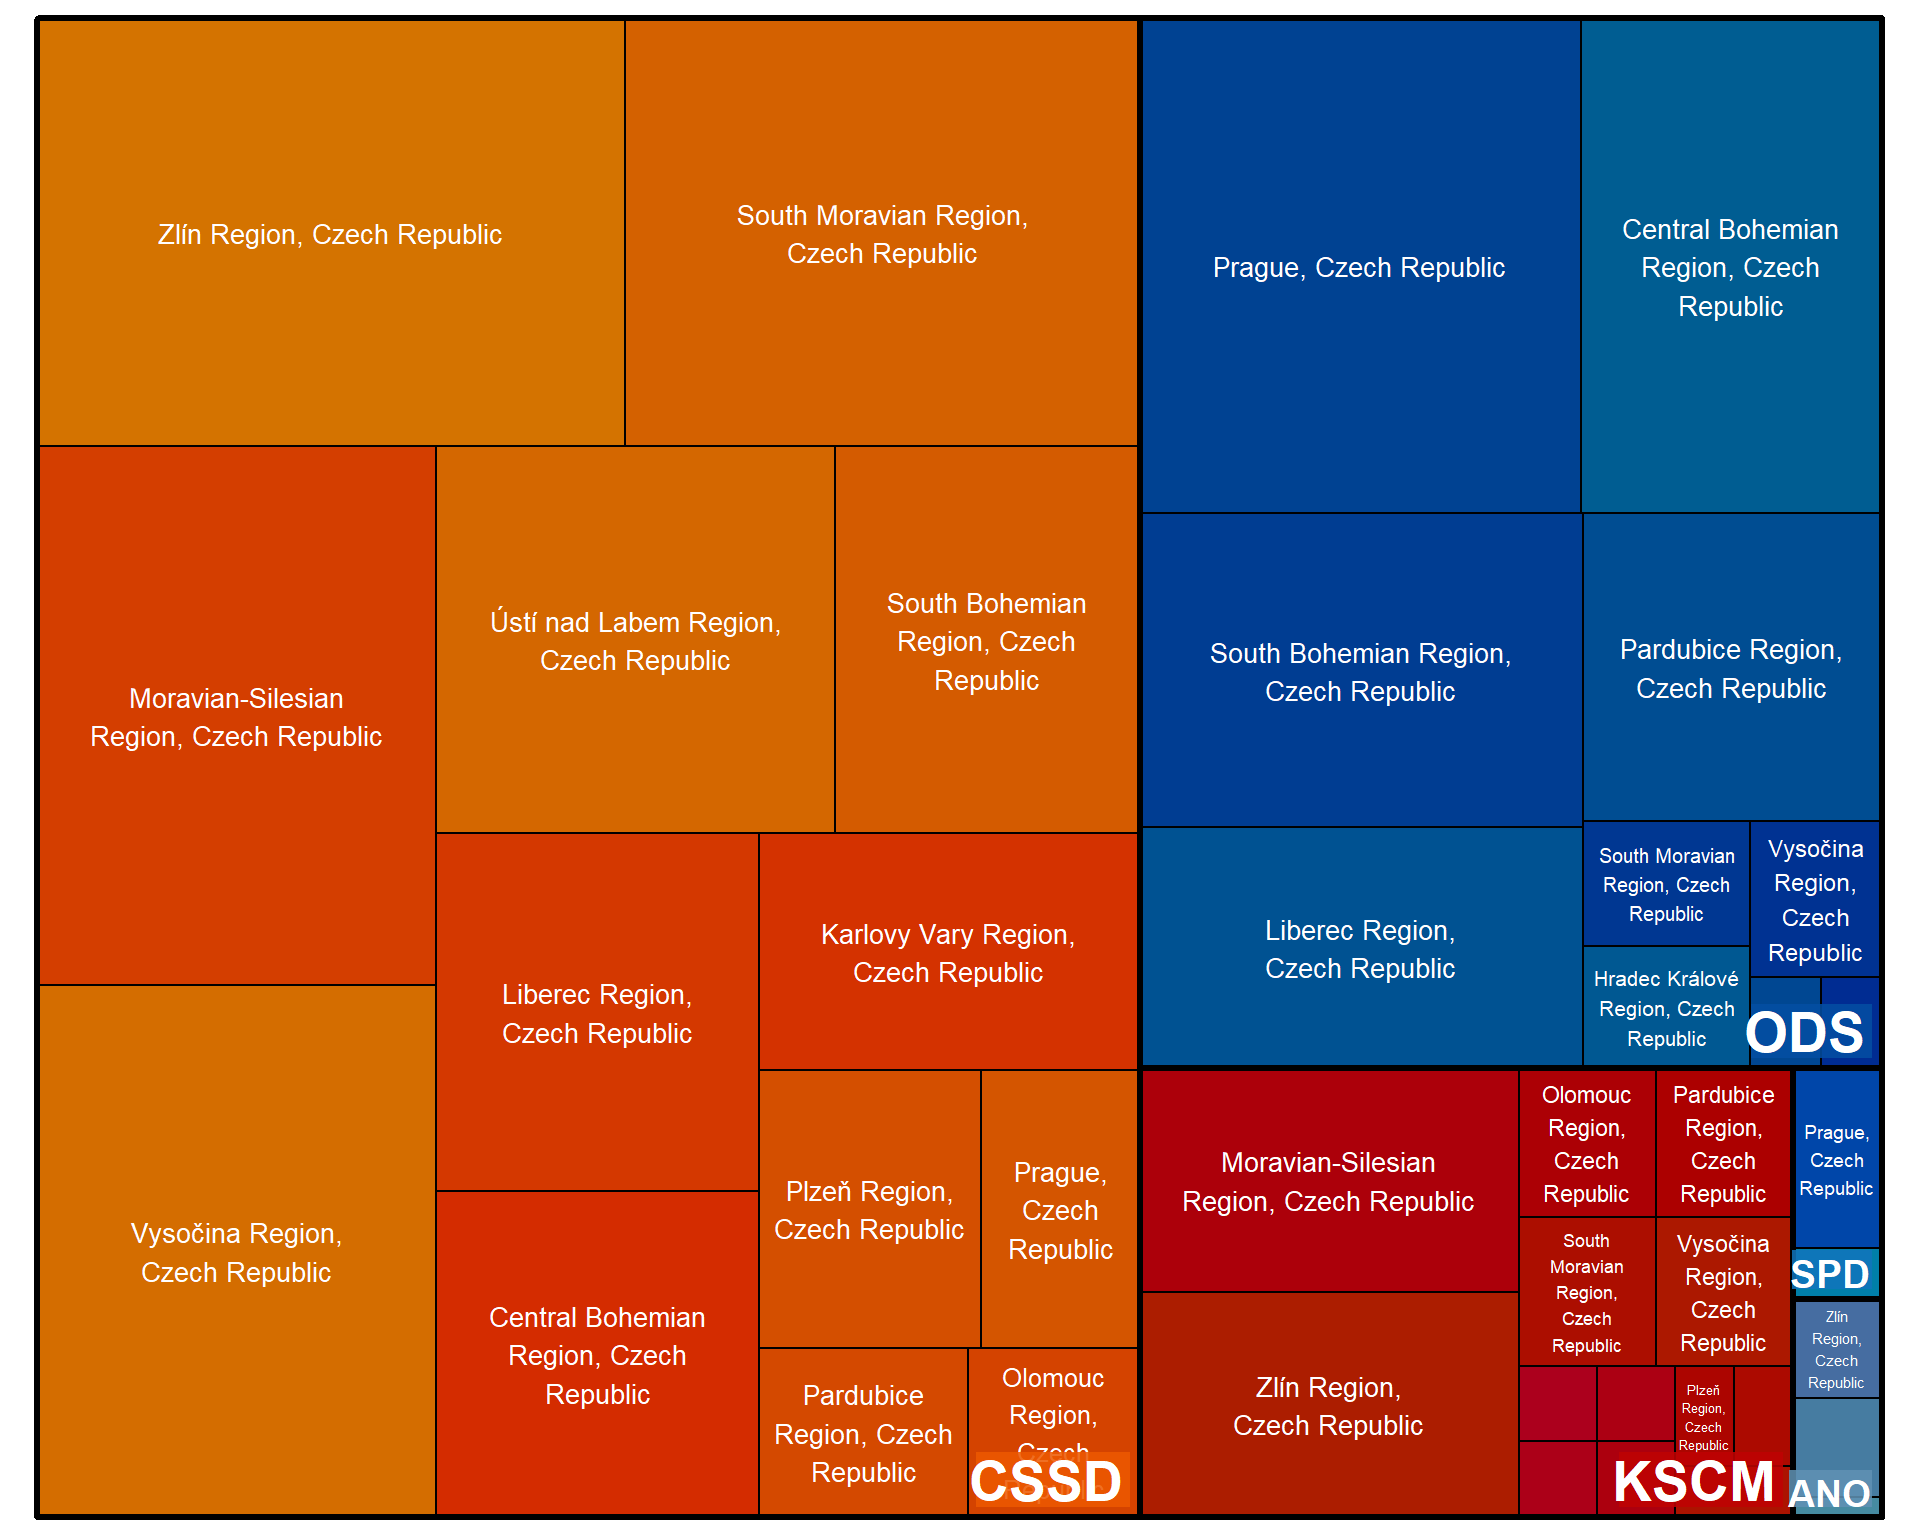 Zlín Region, Czech Republic
South Moravian Region,
Czech Republic
Moravian-Silesian
Region, Czech Republic
Ústí nad Labem Region,
Czech Republic
South Bohemian
Region, Czech
Republic
Vysočina Region,
Czech Republic
Liberec Region,
Czech Republic
Karlovy Vary Region,
Czech Republic
Central Bohemian
Region, Czech
Republic
Plzeň Region,
Czech Republic
Prague,
Czech
Republic
Pardubice
Region, Czech
Republic
Olomouc
Region,
Czech
CSSD
Prague, Czech Republic
Central Bohemian
Region, Czech
Republic
South Bohemian Region,
Czech Republic
Pardubice Region,
Czech Republic
Liberec Region,
Czech Republic
South Moravian
Region, Czech
Republic
Vysočina
Region,
Czech
Republic
Hradec Králové
Region, Czech
Republic
ODS
Moravian-Silesian
Region, Czech Republic
Olomouc
Region,
Czech
Republic
Pardubice
Region,
Czech
Republic
South
Moravian
Region,
Czech
Republic
Vysočina
Region,
Czech
Republic
Zlín Region,
Czech Republic
Plzeň
Region,
Czech
Republic
KSCM
Prague,
Czech
Republic
SPD
Zlín
Region,
Czech
Republic
ANO